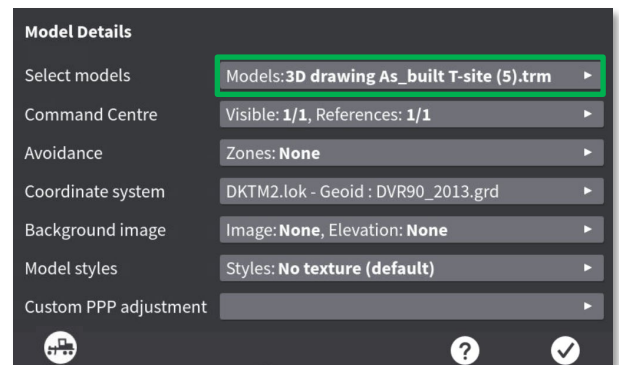 Model Details
Select models Models: 3D drawing As_built T-site (5).trm
Command Centre Visible: 1/1, References: 1/1
Avoidance Zones: None
Coordinate system DKTM2.lok - Geoid : DVR90_2013.grd
Background image Image: None, Elevation: None
Model styles Styles: No texture (default)
Custom PPP adjustment
?